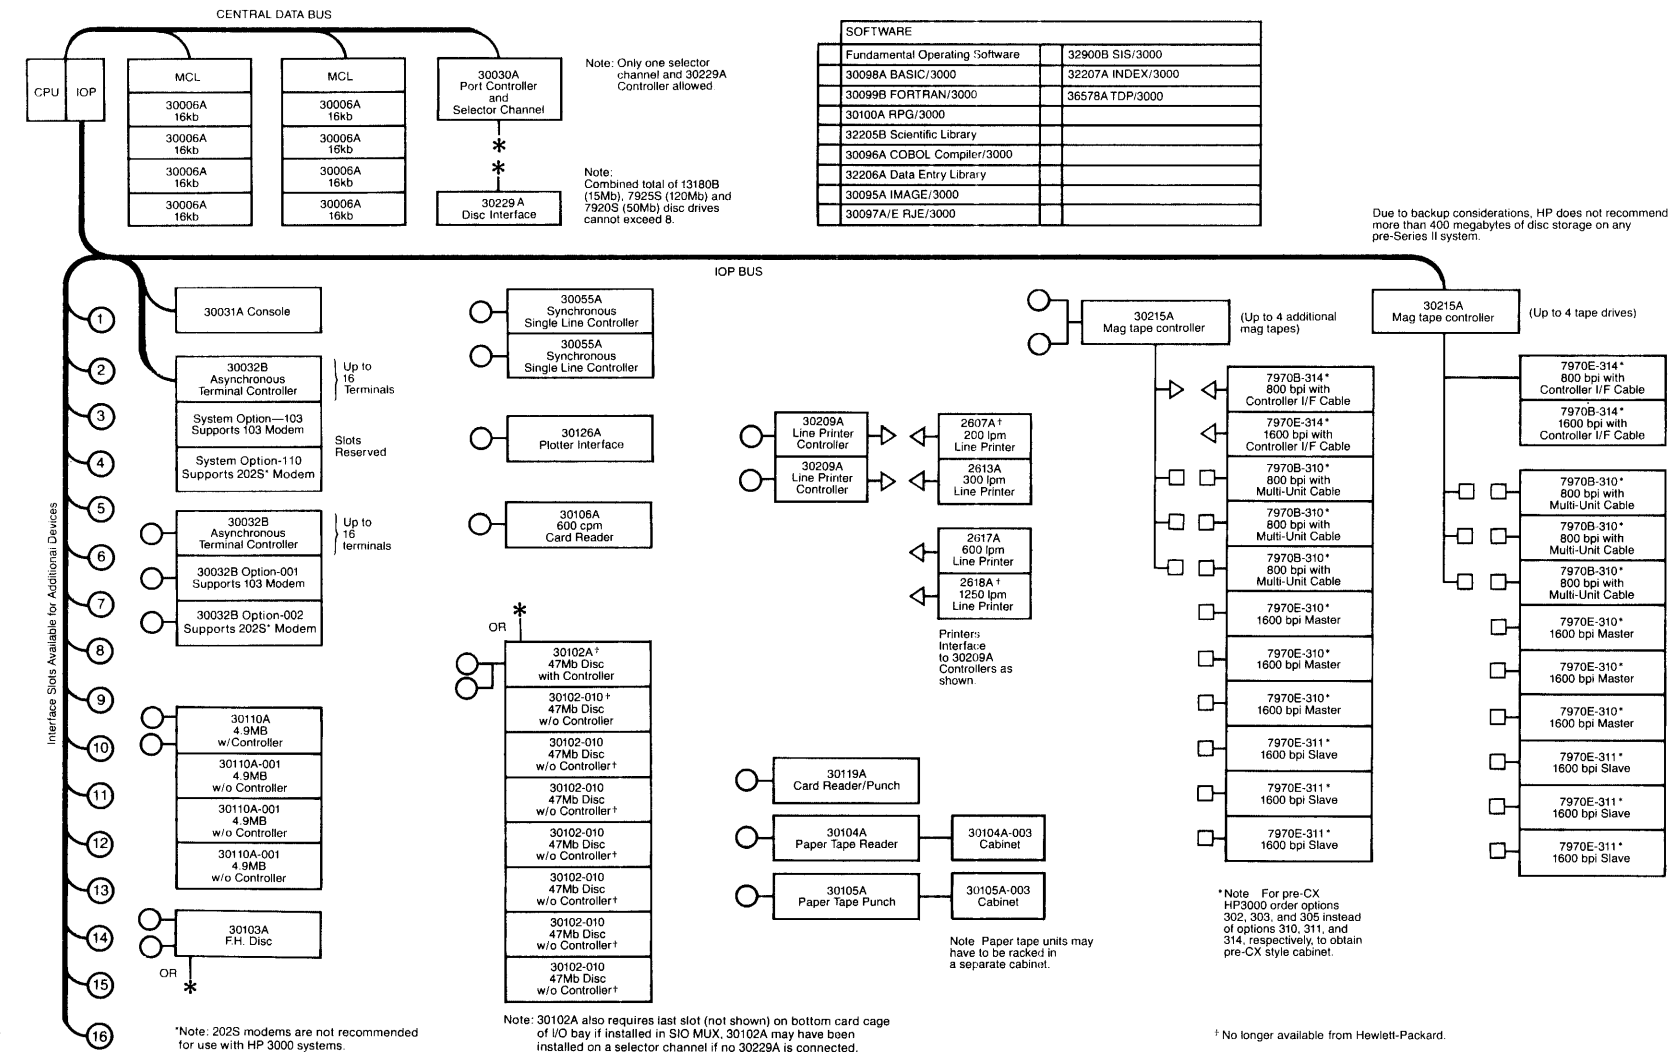 CENTRAL DATA BUS
CPU
IOP
MCL
30006A
16kb
30006A
16kb
30006A
16kb
30006A
16kb
MCL
30006A
16kb
30006A
16kb
30006A
16kb
30006A
16kb
30030A
Port Controller
and
Selector Channel
*
*
30229A
Disc Interface
Note: Only one selector
channel and 30229A
Controller allowed
Note:
Combined total of 13180B
(15Mb), 7925S (120Mb) and
7920S (50Mb) disc drives
cannot exceed 8.
SOFTWARE
Fundamental Operating Software
32900B SIS/3000
30098A BASIC/3000
32207A INDEX/3000
30099B FORTRAN/3000
36578A TDP/3000
30100A RPG/3000
32205B Scientific Library
30096A COBOL Compiler/3000
32206A Data Entry Library
30095A IMAGE/3000
30097A/E RJE/3000
Due to backup considerations, HP does not recommend
more than 400 megabytes of disc storage on any
pre-Series II system.
IOP BUS
Interface Slots Available for Additional Devices
1
2
3
4
5
6
7
8
9
10
11
12
13
14
15
16
30031A Console
30032B
Asynchronous
Terminal Controller
Up to
16
Terminals
System Option—103
Supports 103 Modem
System Option-110
Supports 202S* Modem
Slots
Reserved
30032B
Asynchronous
Terminal Controller
Up to
16
terminals
30032B Option-001
Supports 103 Modem
30032B Option-002
Supports 202S* Modem
30110A
4.9MB
w/Controller
30110A-001
4.9MB
w/o Controller
30110A-001
4.9MB
w/o Controller
30110A-001
4.9MB
w/o Controller
30103A
F.H. Disc
OR
*
*Note: 202S modems are not recommended
for use with HP 3000 systems.
30055A
Synchronous
Single Line Controller
30055A
Synchronous
Single Line Controller
30126A
Plotter Interface
30106A
600 cpm
Card Reader
*
OR
30102A†
47Mb Disc
with Controller
30102-010†
47Mb Disc
w/o Controller
30102-010
47Mb Disc
w/o Controller†
30102-010
47Mb Disc
w/o Controller†
30102-010
47Mb Disc
w/o Controller†
30102-010
47Mb Disc
w/o Controller†
30102-010
47Mb Disc
w/o Controller†
30102-010
47Mb Disc
w/o Controller†
Note: 30102A also requires last slot (not shown) on bottom card cage
of I/O bay if installed in SIO MUX, 30102A may have been
installed on a selector channel if no 30229A is connected.
30209A
Line Printer
Controller
30209A
Line Printer
Controller
2607A†
200 lpm
Line Printer
2613A
300 lpm
Line Printer
2617A
600 lpm
Line Printer
2618A†
1250 lpm
Line Printer
Printers
Interface
to 30209A
Controllers as
shown.
30119A
Card Reader/Punch
30104A
Paper Tape Reader
30104A-003
Cabinet
30105A
Paper Tape Punch
30105A-003
Cabinet
Note Paper tape units may
have to be racked in
a separate cabinet.
30215A
Mag tape controller
(Up to 4 additional
mag tapes)
7970B-314*
800 bpi with
Controller I/F Cable
7970E-314*
1600 bpi with
Controller I/F Cable
7970B-310*
800 bpi with
Multi-Unit Cable
7970B-310*
800 bpi with
Multi-Unit Cable
7970B-310*
800 bpi with
Multi-Unit Cable
7970E-310*
1600 bpi Master
7970E-310*
1600 bpi Master
7970E-310*
1600 bpi Master
7970E-311*
1600 bpi Slave
7970E-311*
1600 bpi Slave
7970E-311*
1600 bpi Slave
*Note For pre-CX
HP3000 order options
302, 303, and 305 instead
of options 310, 311, and
314, respectively, to obtain
pre-CX style cabinet.
30215A
Mag tape controller
(Up to 4 tape drives)
7970E-314*
800 bpi with
Controller I/F Cable
7970B-314*
1600 bpi with
Controller I/F Cable
7970B-310*
800 bpi with
Multi-Unit Cable
7970B-310*
800 bpi with
Multi-Unit Cable
7970B-310*
800 bpi with
Multi-Unit Cable
7970E-310*
1600 bpi Master
7970E-310*
1600 bpi Master
7970E-310*
1600 bpi Master
7970E-311*
1600 bpi Slave
7970E-311*
1600 bpi Slave
7970E-311*
1600 bpi Slave
† No longer available from Hewlett-Packard.